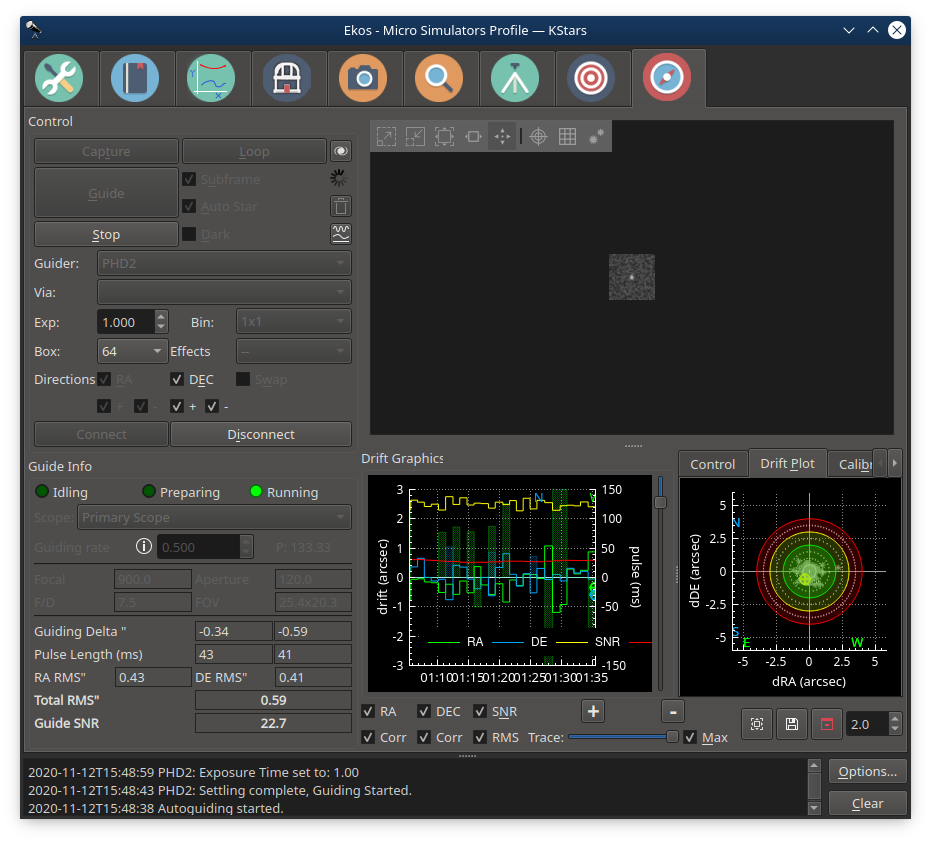 Ekos - Micro Simulators Profile — KStars
Control
Capture
Loop
Guide
Subframe
Auto Star
Stop
Dark
Guider: PHD2
Via:
Exp: 1.000 Bin: 1x1
Box: 64 Effects --
Directions RA DEC Swap
+ - + -
Connect
Disconnect
Guide Info
Idling Preparing Running
Scope: Primary Scope
Guiding rate 0.500 P: 133.33
Focal 900.0 Aperture 120.0
F/D 7.5 FOV 25.4x20.3
Guiding Delta " -0.34 -0.59
Pulse Length (ms) 43 41
RA RMS" 0.43 DE RMS" 0.41
Total RMS" 0.59
Guide SNR 22.7
Drift Graphics
drift (arcsec)
3
2
1
0
-1
-2
-3
N
150
100
50
0
-50
-150
pulse (ms)
RA DE SNR
01:10 01:15 01:20 01:25 01:30 01:35
RA DEC SNR + -
Corr Corr RMS Trace: Max
Control Drift Plot Calibr
dDE (arcsec)
5
2.5
0
-2.5
-5
N
S
E
W
-5 -2.5 0 2.5 5
dRA (arcsec)
2.0
2020-11-12T15:48:59 PHD2: Exposure Time set to: 1.00
2020-11-12T15:48:43 PHD2: Settling complete, Guiding Started.
2020-11-12T15:48:38 Autoguiding started.
Options...
Clear